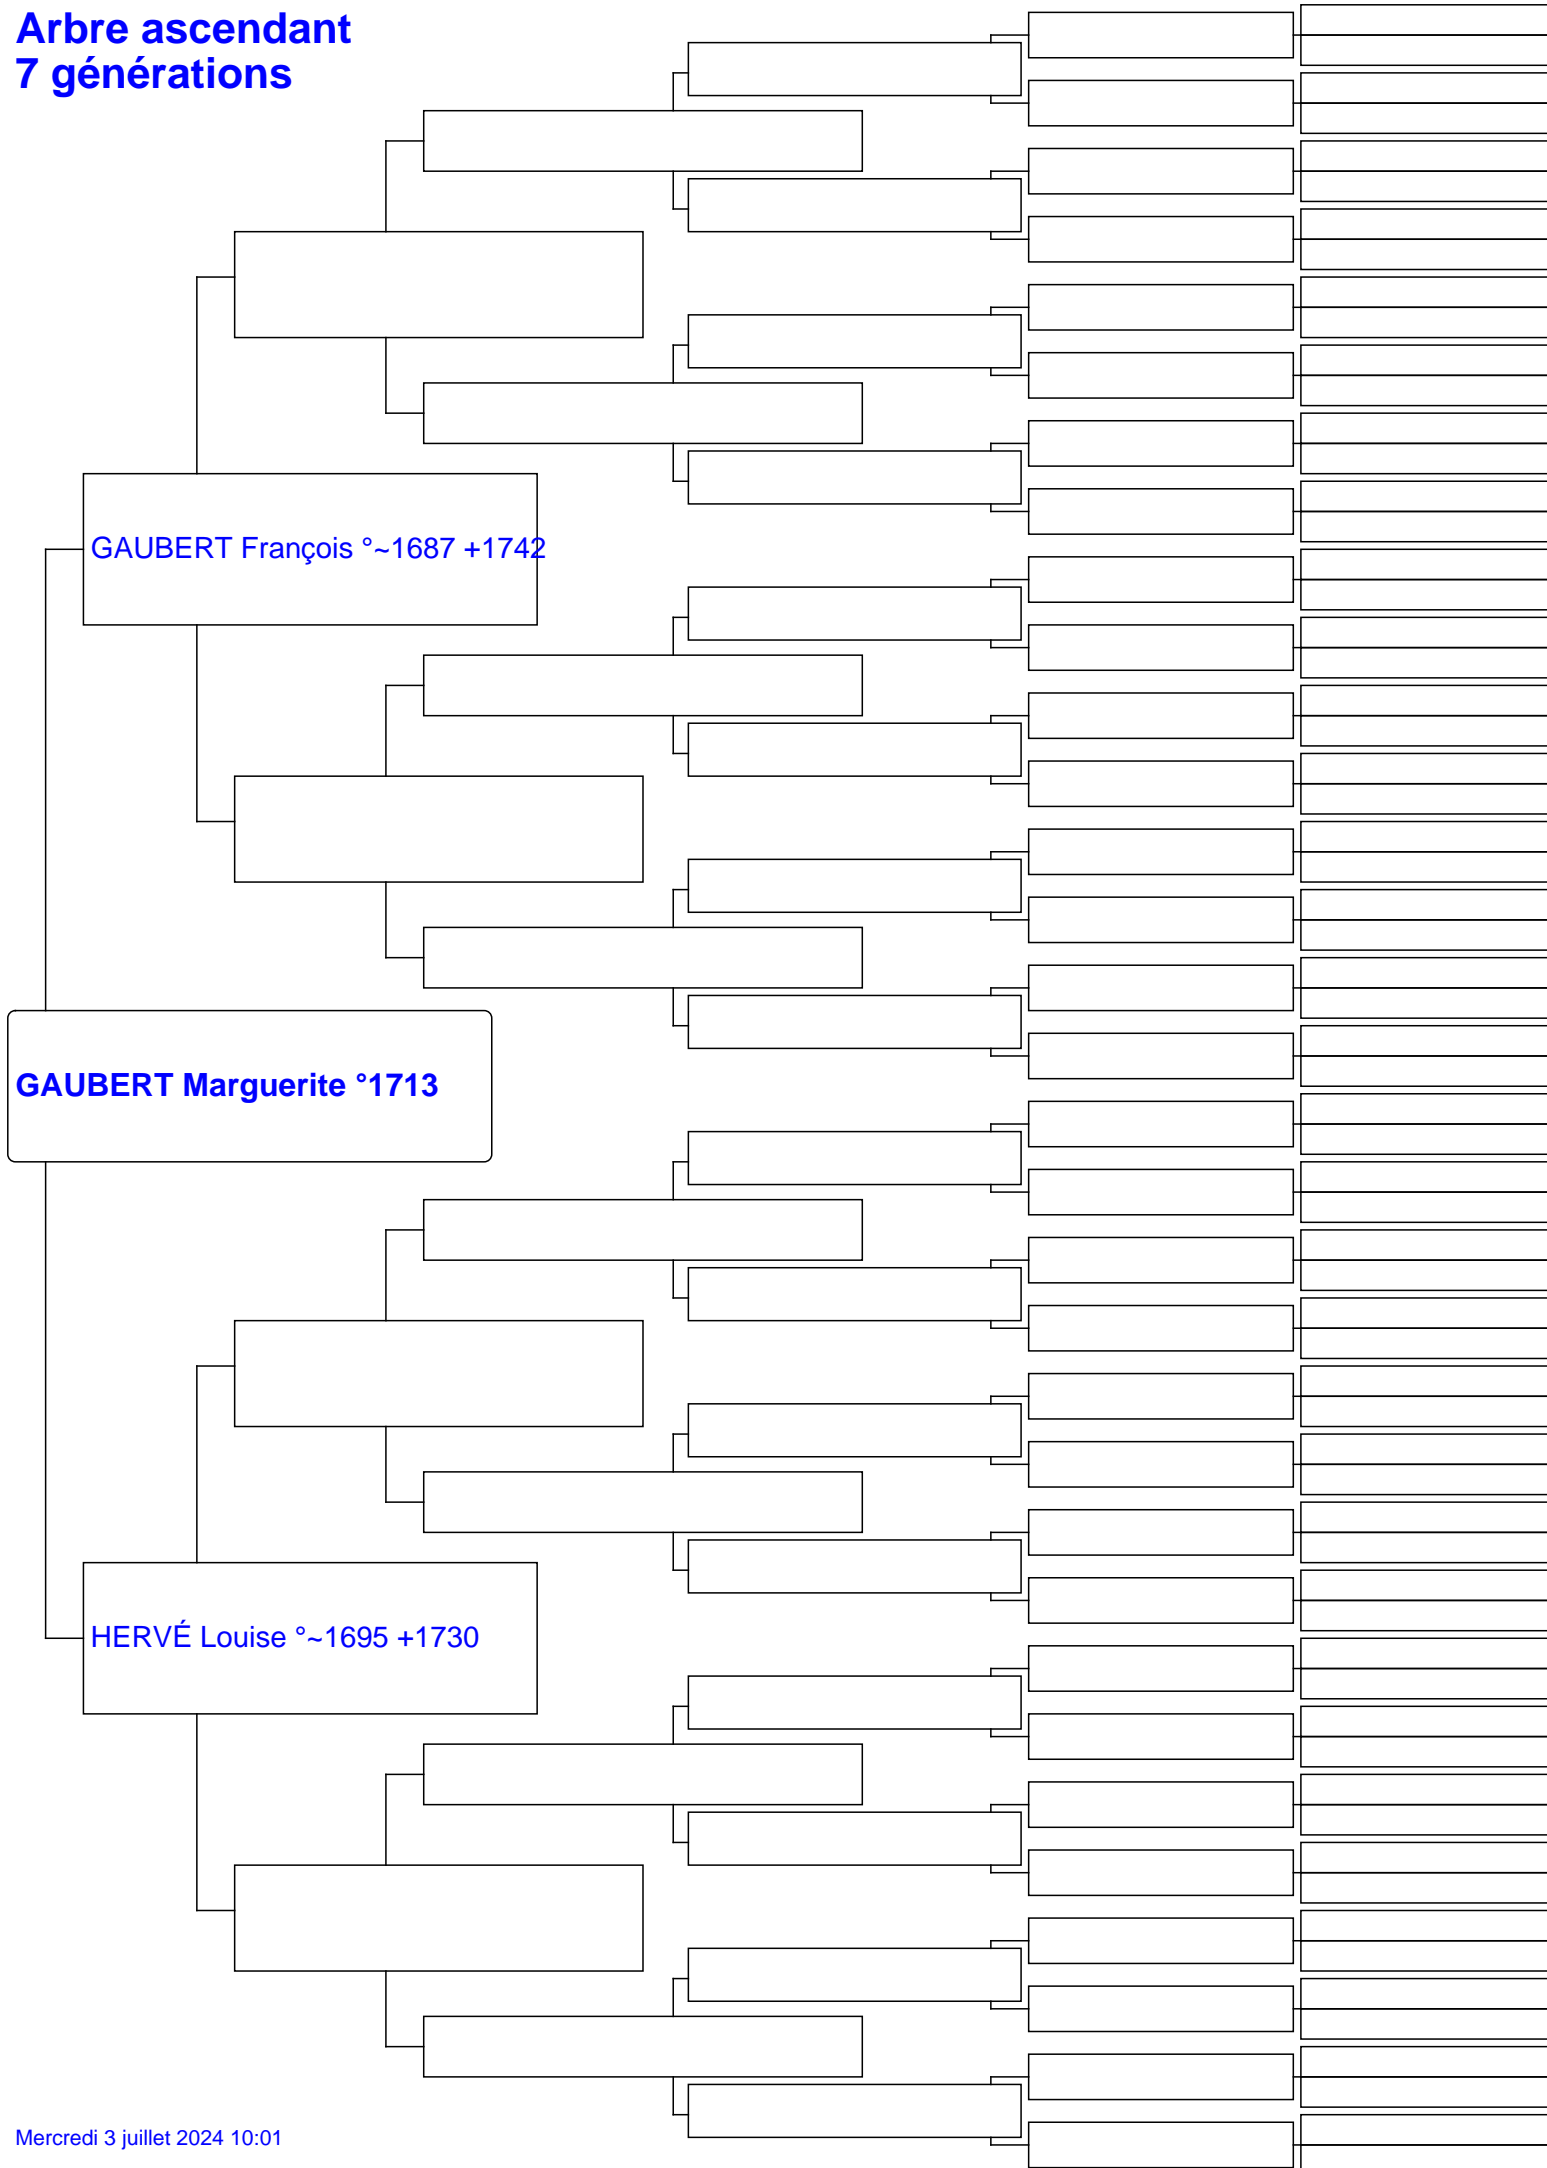 Arbre ascendant
7 générations
GAUBERT François °~1687 +1742
GAUBERT Marguerite °1713
HERVÉ Louise °~1695 +1730
Mercredi 3 juillet 2024 10:01